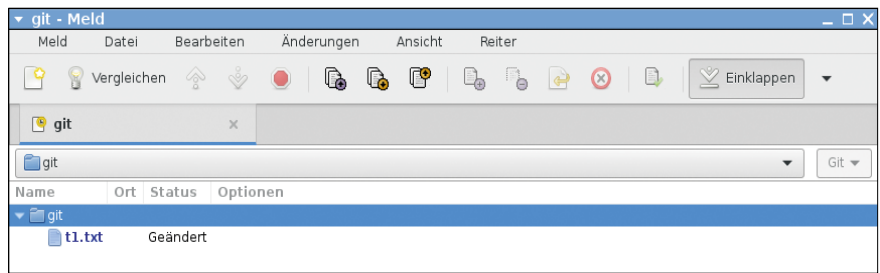 git - Meld
Meld Datei Bearbeiten Änderungen Ansicht Reiter
Vergleichen Einklappen
git
git Git
Name Ort Status Optionen
git
t1.txt Geändert